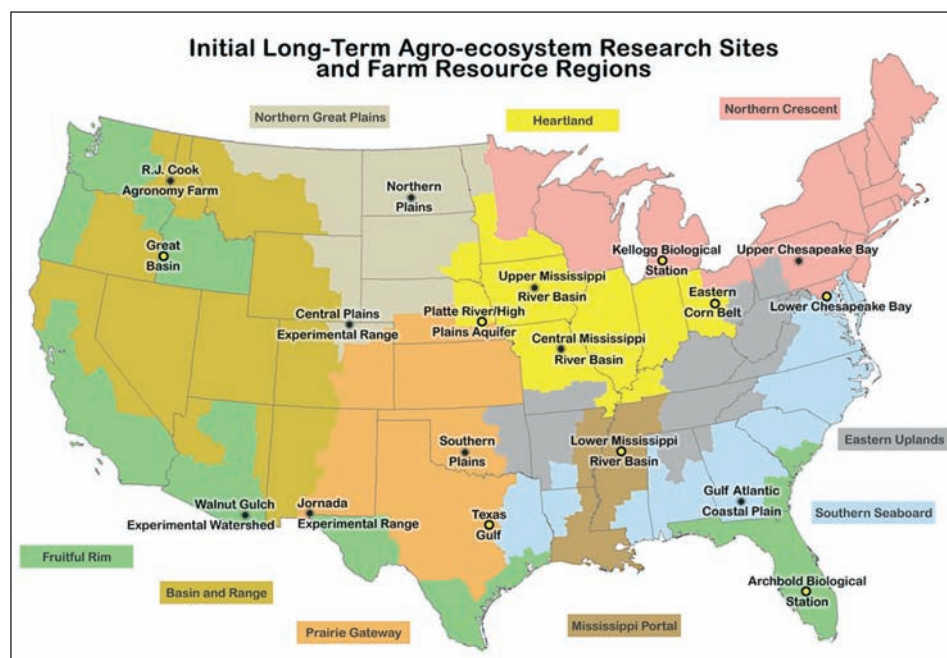 Initial Long-Term Agro-ecosystem Research Sites
and Farm Resource Regions
Northern Great Plains
Heartland
Northern Crescent
R.J. Cook
Agronomy Farm
Northern
Plains
Great
Basin
Kellogg Biological
Station
Upper Chesapeake Bay
Upper Mississippi
River Basin
Eastern
Corn Belt
Lower Chesapeake Bay
Central Plains
Experimental Range
Platte River/High
Plains Aquifer
Central Mississippi
River Basin
Southern
Plains
Lower Mississippi
River Basin
Eastern Uplands
Walnut Gulch
Experimental Watershed
Jornada
Experimental Range
Texas
Gulf
Gulf Atlantic
Coastal Plain
Southern Seaboard
Fruitful Rim
Basin and Range
Prairie Gateway
Mississippi Portal
Archbold Biological
Station